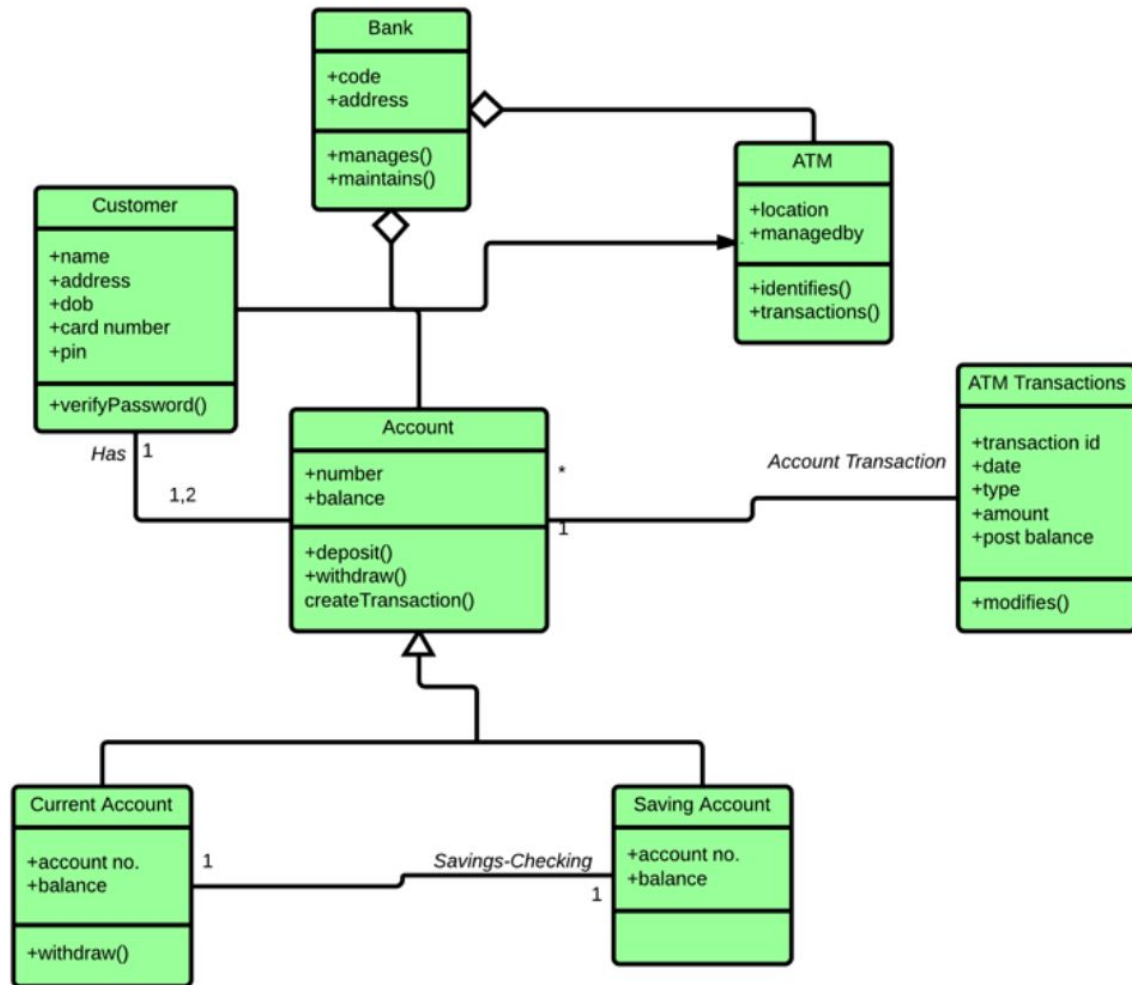 Bank
+code
+address
+manages()
+maintains()
ATM
+location
+managedby
+identifies()
+transactions()
Customer
+name
+address
+dob
+card number
+pin
+verifyPassword()
Has
1
1,2
Account
+number
+balance
+deposit()
+withdraw()
createTransaction()
*
1
Account Transaction
ATM Transactions
+transaction id
+date
+type
+amount
+post balance
+modifies()
Current Account
+account no.
+balance
+withdraw()
1
Savings-Checking
1
Saving Account
+account no.
+balance